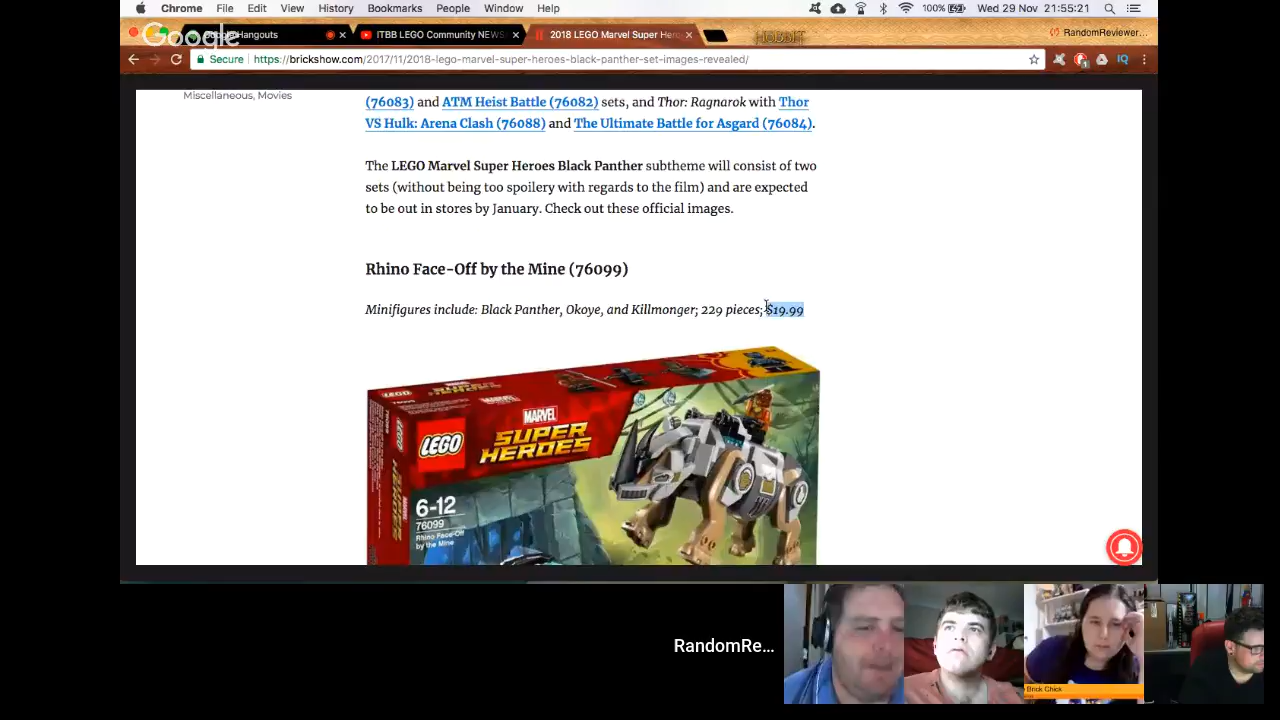 Chrome File Edit View History Bookmarks People Window Help 100% Wed 29 Nov 21:55:21
Google
Hangouts
ITBB LEGO Community NEWS
2018 LEGO Marvel Super Hero
HOBBIT
RandomReviewer...
Secure https://brickshow.com/2017/11/2018-lego-marvel-super-heroes-black-panther-set-images-revealed/
IQ
Miscellaneous, Movies
(76083) and ATM Heist Battle (76082) sets, and Thor: Ragnarok with Thor
VS Hulk: Arena Clash (76088) and The Ultimate Battle for Asgard (76084).
The LEGO Marvel Super Heroes Black Panther subtheme will consist of two
sets (without being too spoilery with regards to the film) and are expected
to be out in stores by January. Check out these official images.
Rhino Face-Off by the Mine (76099)
Minifigures include: Black Panther, Okoye, and Killmonger; 229 pieces; $19.99
LEGO
MARVEL
SUPER
HEROES
LEGO
MARVEL
SUPER
HEROES
6-12
76099
Rhino Face-Off
by the Mine
RandomRe...
Brick Chick